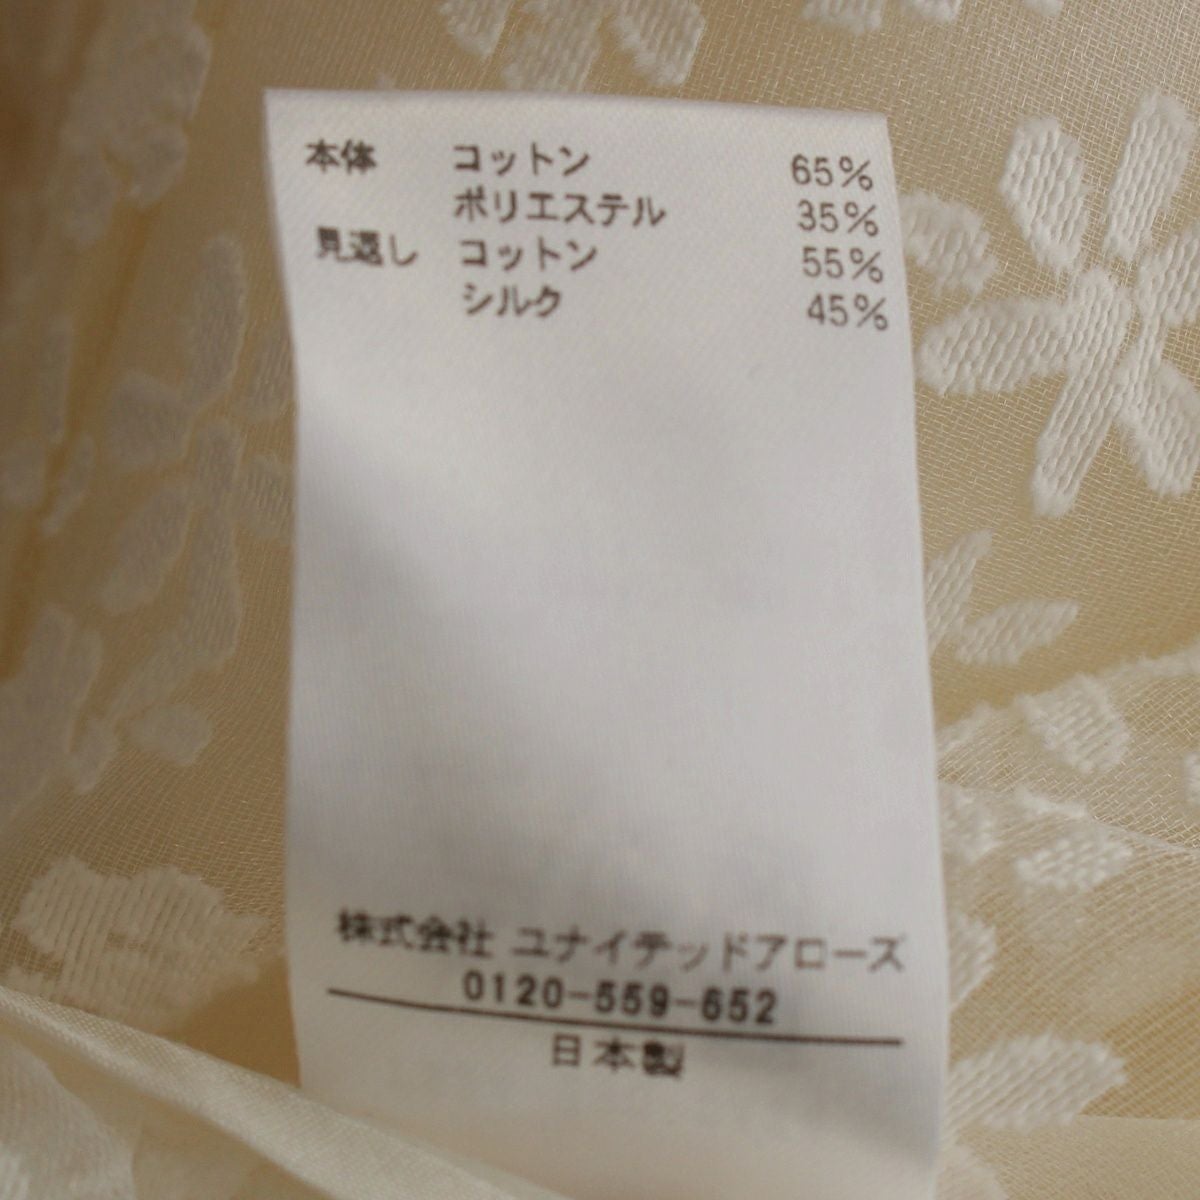 本体 コットン 65%
ポリエステル 35%
見返し コットン 55%
シルク 45%
株式会社 ユナイテッドアローズ
0120-559-652
日本製